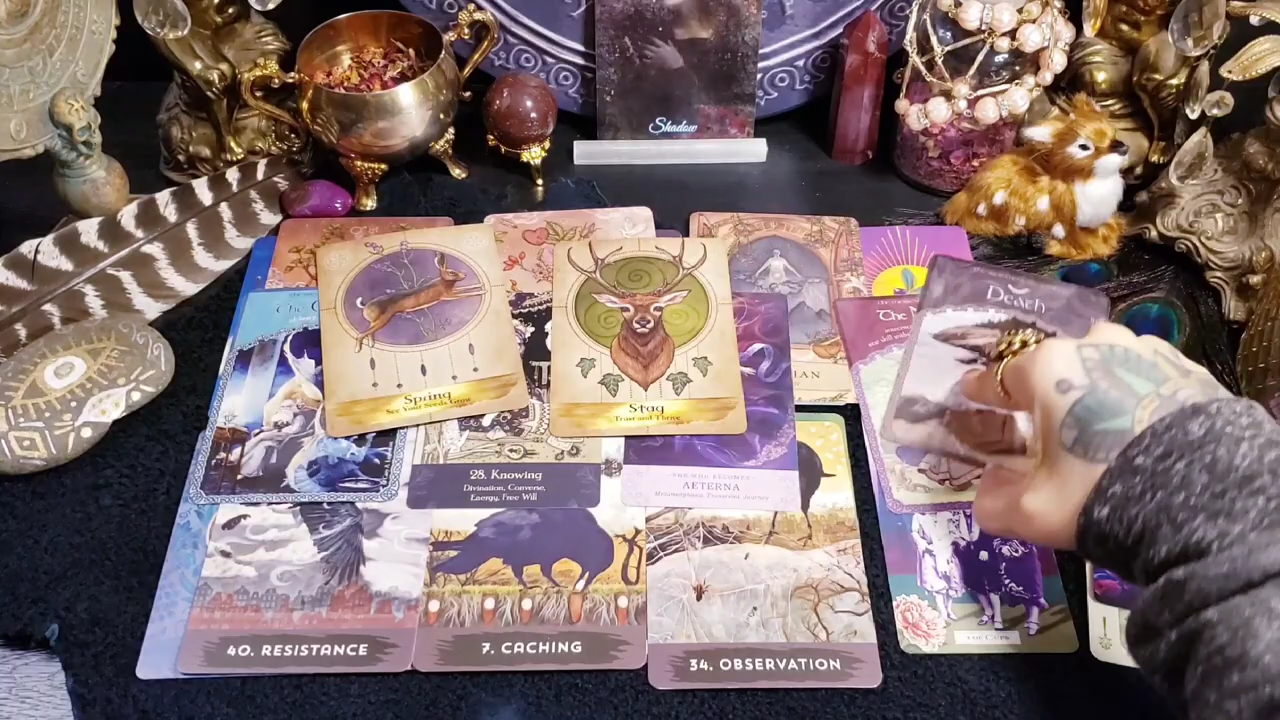 Shadow
Death
Spring
See Your Seeds Grow
Stag
Trust and Thrive
28. Knowing
Divination, Converse,
Energy, Free Will
AETERNA
Metamorphosis, Transcend, Journey
40. RESISTANCE
7. CACHING
34. OBSERVATION